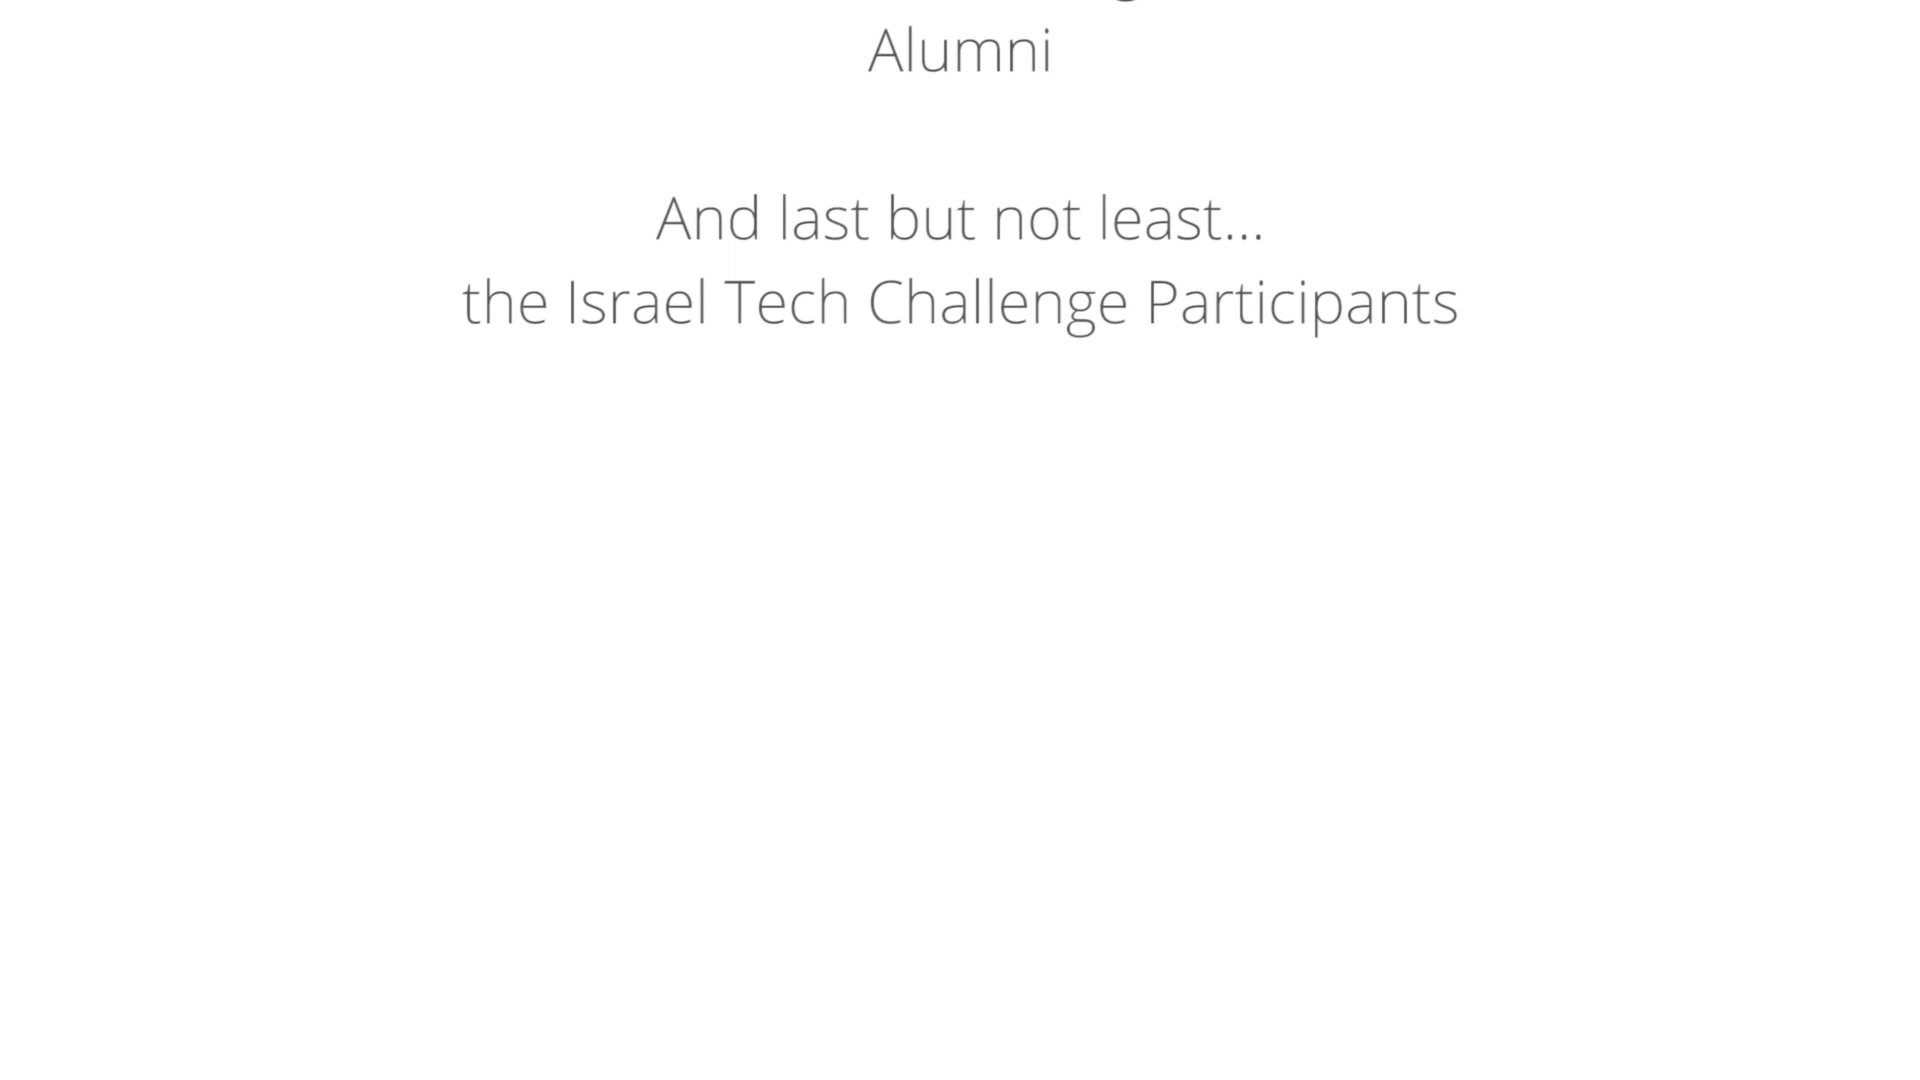 Alumni
And last but not least...
the Israel Tech Challenge Participants